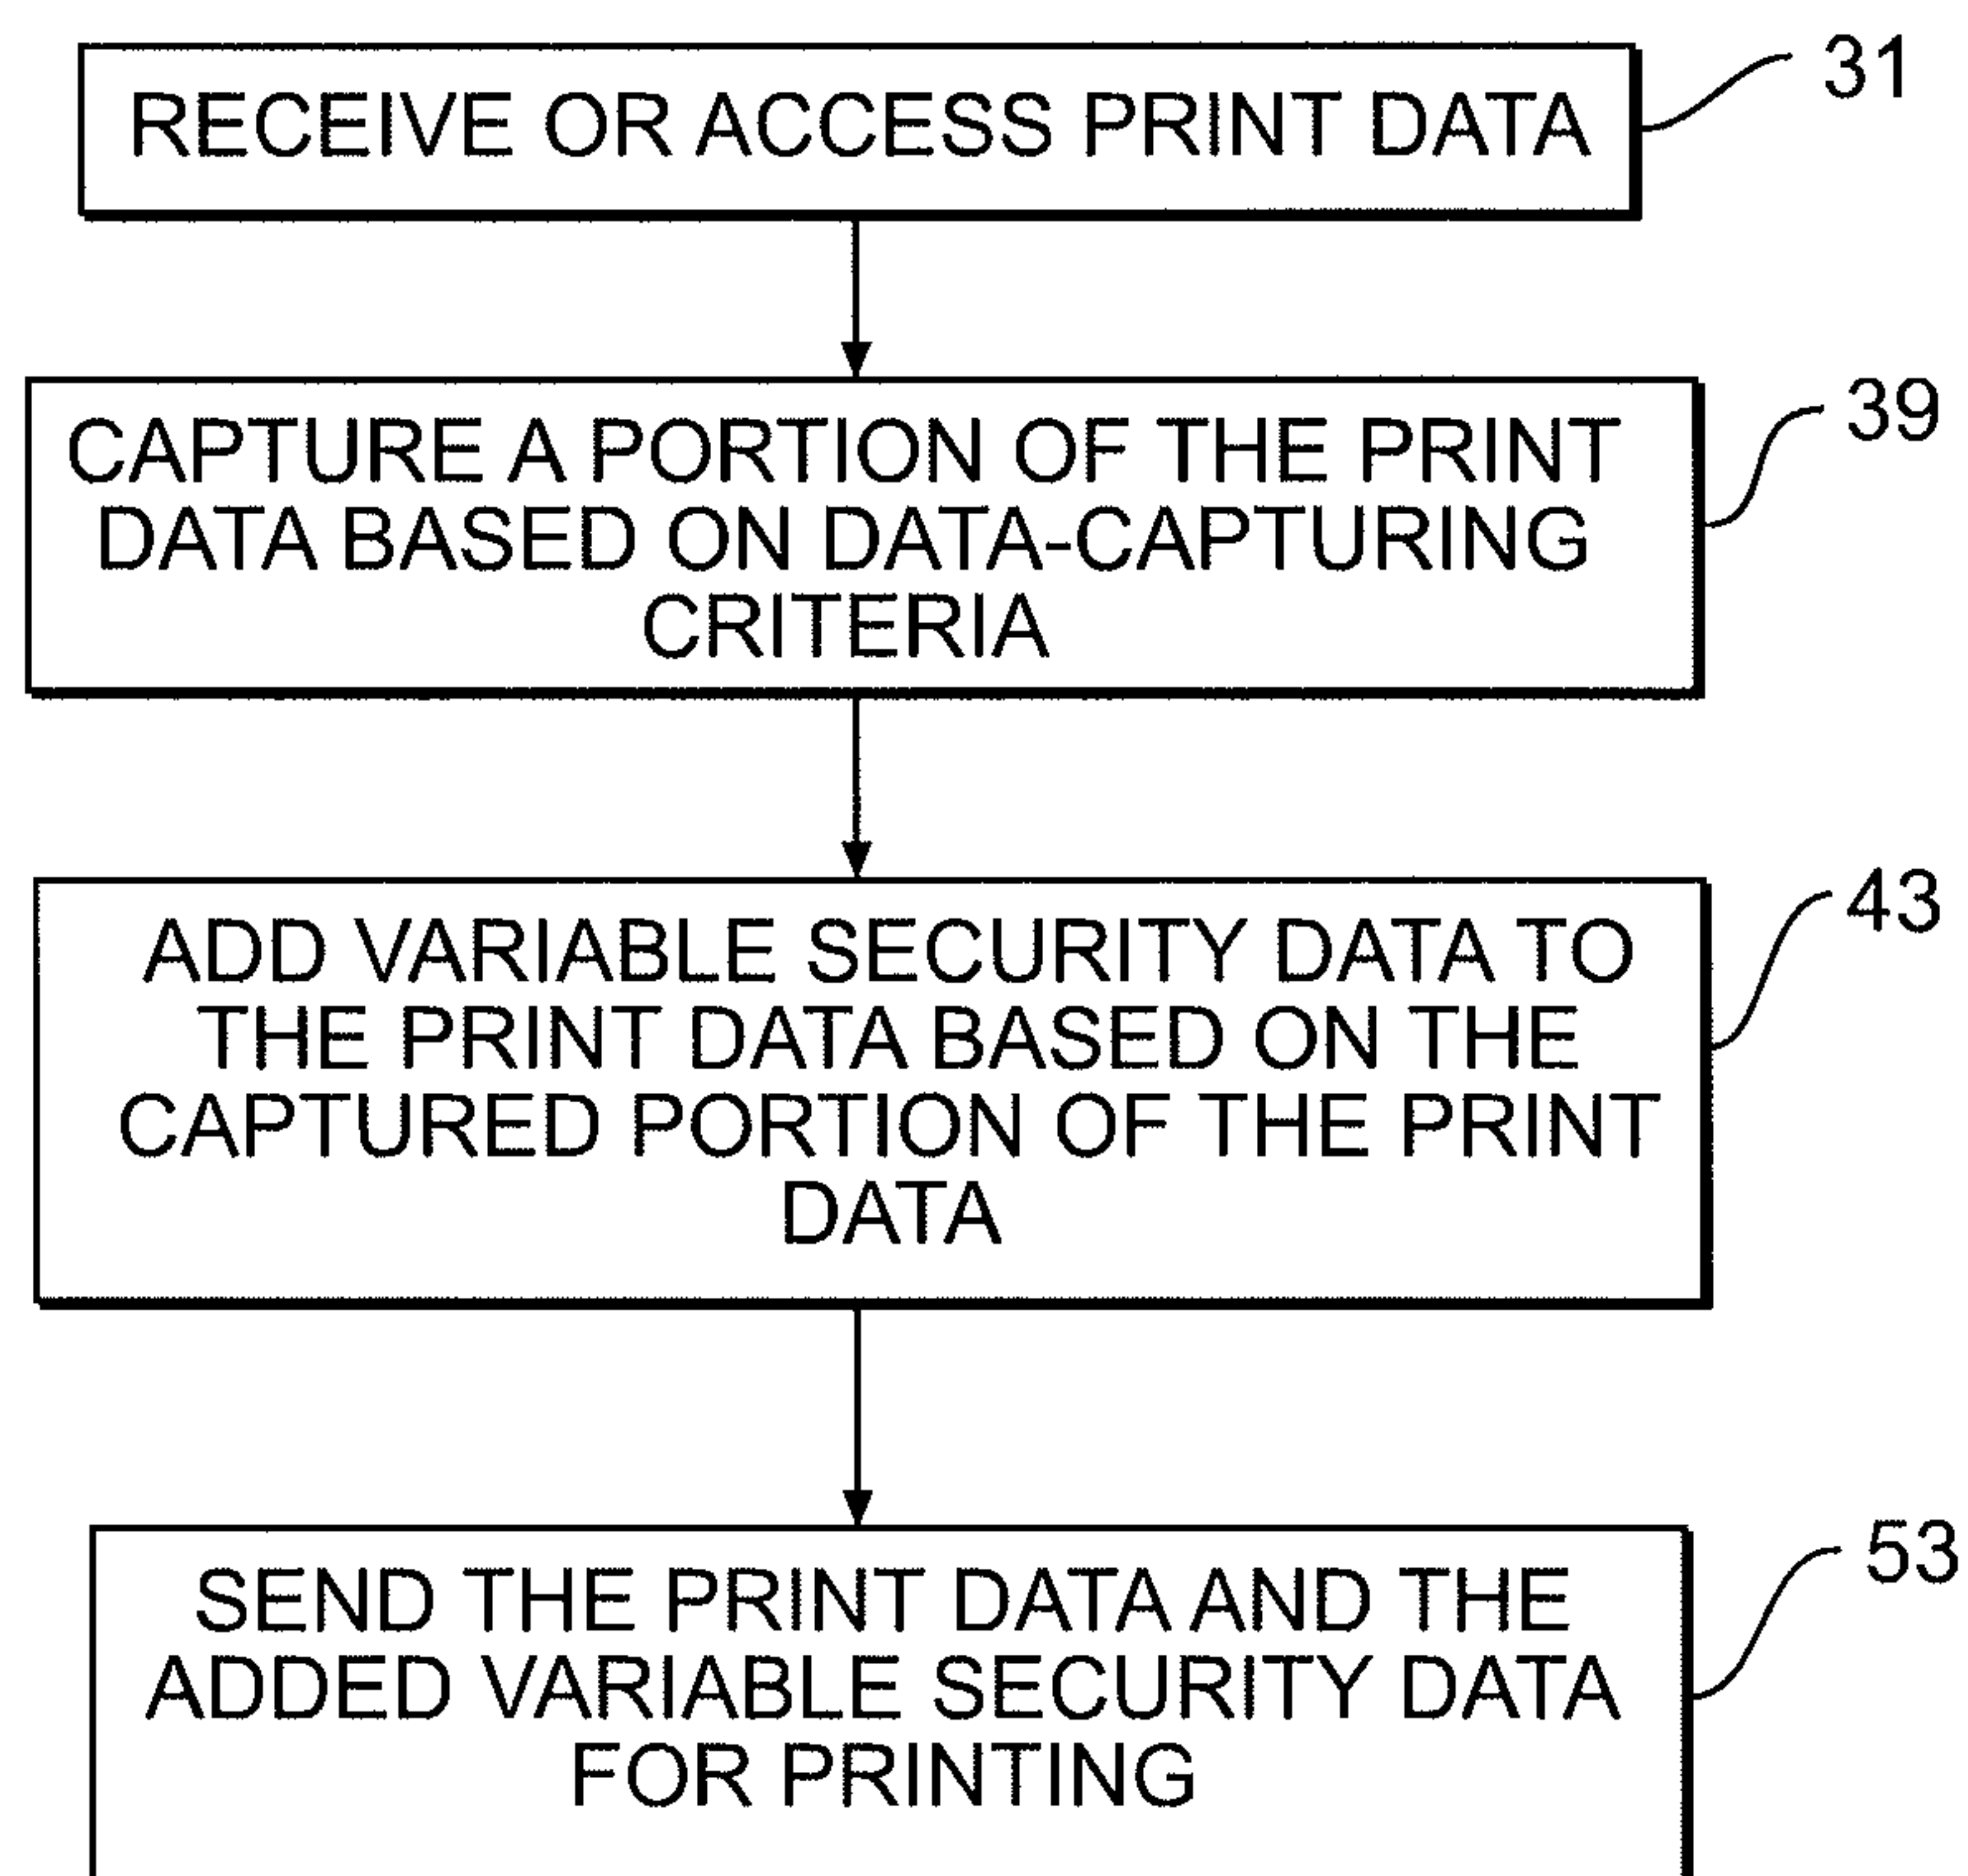 RECEIVE OR ACCESS PRINT DATA
31
CAPTURE A PORTION OF THE PRINT
DATA BASED ON DATA-CAPTURING
CRITERIA
39
ADD VARIABLE SECURITY DATA TO
THE PRINT DATA BASED ON THE
CAPTURED PORTION OF THE PRINT
DATA
43
SEND THE PRINT DATA AND THE
ADDED VARIABLE SECURITY DATA
FOR PRINTING
53